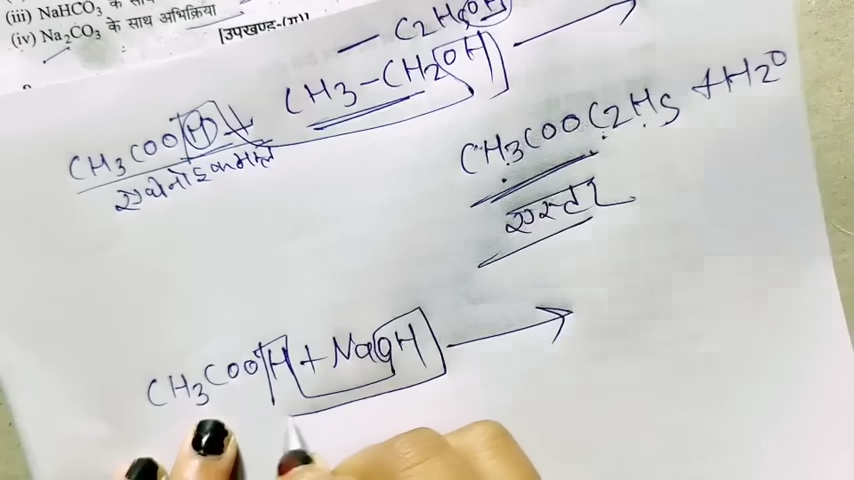 (iii) NaHCO3 के
(iv) Na2CO3 के साथ अभिक्रिया
[उपखण्ड-(ग)]
— C2H5OH
CH3COOH + CH3-CH2OH →
एथेनोइक अम्ल
CH3COOC2H5 + H2O
एस्टर
CH3COOH + NaOH →